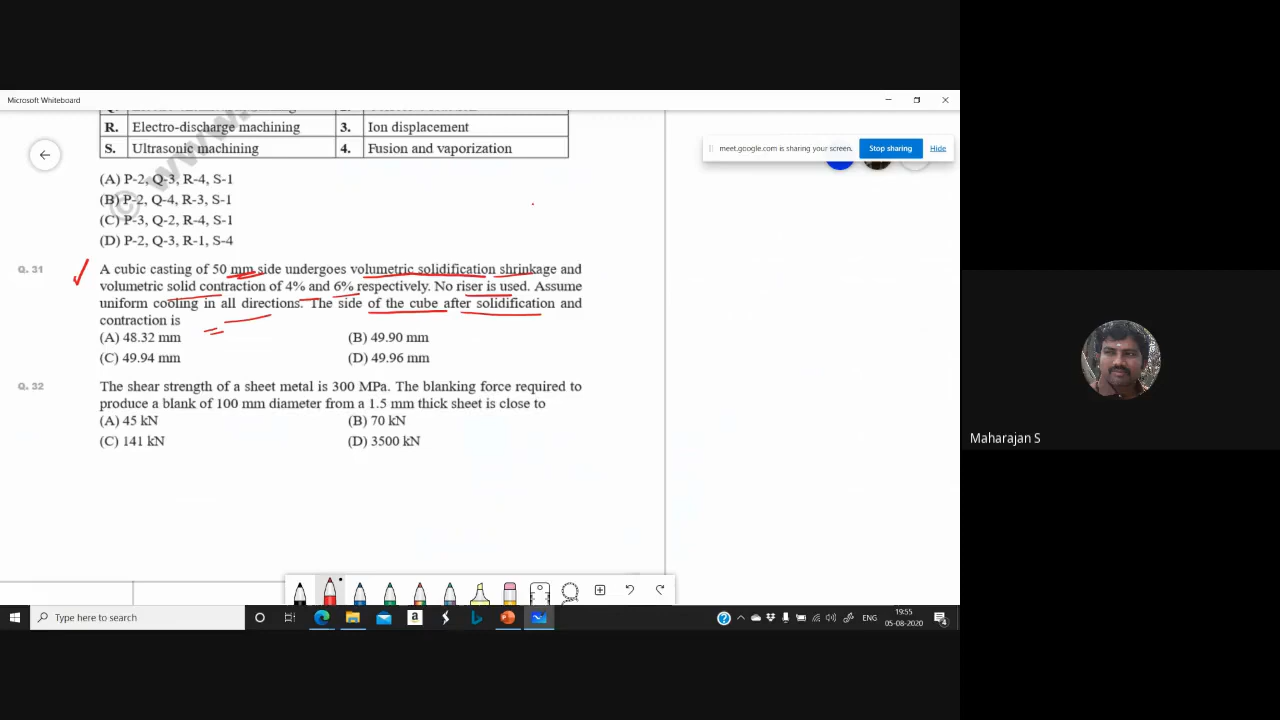 Microsoft Whiteboard
R. Electro-discharge machining 3. Ion displacement
S. Ultrasonic machining 4. Fusion and vaporization
meet.google.com is sharing your screen. Stop sharing Hide
(A) P-2, Q-3, R-4, S-1
(B) P-2, Q-4, R-3, S-1
(C) P-3, Q-2, R-4, S-1
(D) P-2, Q-3, R-1, S-4
Q. 31 A cubic casting of 50 mm side undergoes volumetric solidification shrinkage and
volumetric solid contraction of 4% and 6% respectively. No riser is used. Assume
uniform cooling in all directions. The side of the cube after solidification and
contraction is
(A) 48.32 mm (B) 49.90 mm
(C) 49.94 mm (D) 49.96 mm
Q. 32 The shear strength of a sheet metal is 300 MPa. The blanking force required to
produce a blank of 100 mm diameter from a 1.5 mm thick sheet is close to
(A) 45 kN (B) 70 kN
(C) 141 kN (D) 3500 kN
Maharajan S
Type here to search
ENG
19:55
05-08-2020